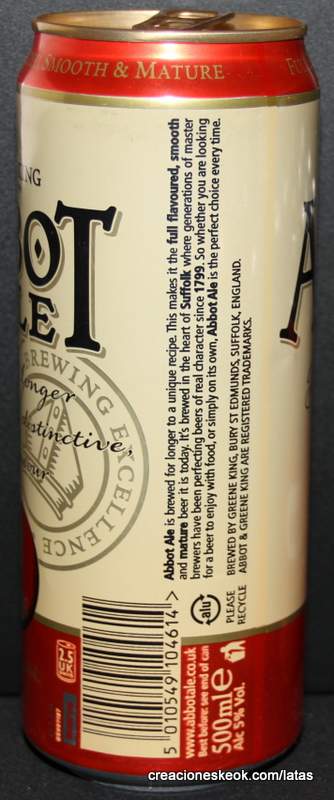 SMOOTH & MATURE
FU
NG
BOT
LE
BREWING EXCELLENCE
longer
distinctive,
our
A
Abbot Ale is brewed for longer to a unique recipe. This makes it the full flavoured, smooth
and mature beer it is today. It's brewed in the heart of Suffolk where generations of master
brewers have been perfecting beers of real character since 1799. So whether you are looking
for a beer to enjoy with food, or simply on its own, Abbot Ale is the perfect choice every time.
BREWED BY GREENE KING, BURY ST EDMUNDS, SUFFOLK, ENGLAND.
ABBOT & GREENE KING ARE REGISTERED TRADEMARKS.
alu
PLEASE
RECYCLE
5 010549 104614 >
www.abbotale.co.uk
Best before: see end of can
500ml e
Alc 5% Vol.
creacioneskeok.com/latas